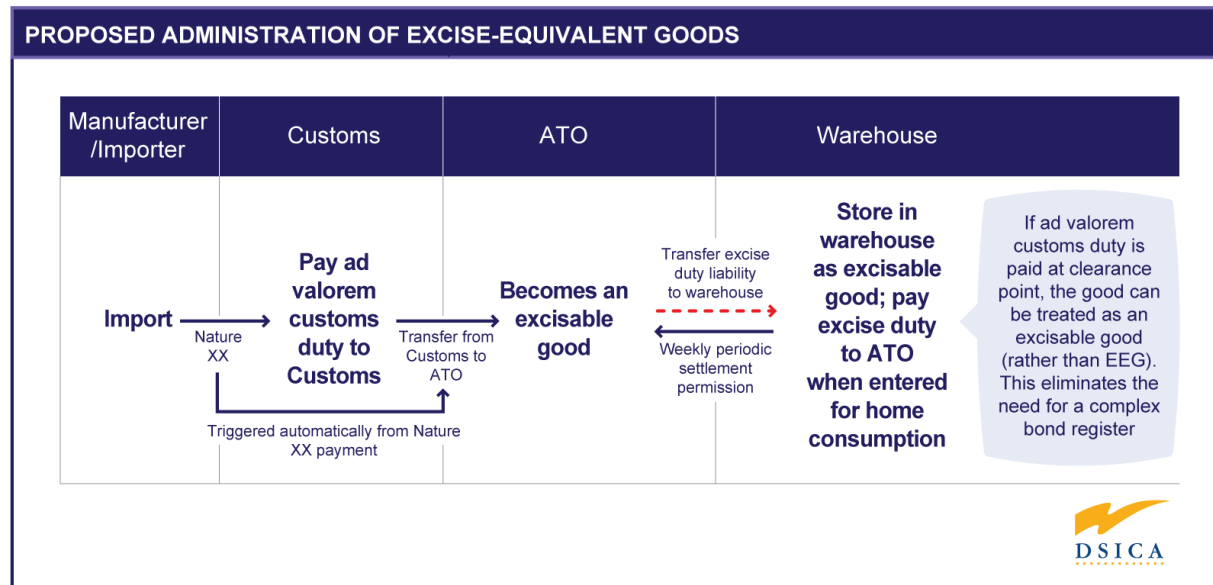 PROPOSED ADMINISTRATION OF EXCISE-EQUIVALENT GOODS
Manufacturer
/Importer
Customs
ATO
Warehouse
Import
Nature
XX
Pay ad
valorem
customs
duty to
Customs
Transfer from
Customs to
ATO
Triggered automatically from Nature
XX payment
Becomes an
excisable
good
Transfer excise
duty liability
to warehouse
Weekly periodic
settlement
permission
Store in
warehouse
as excisable
good; pay
excise duty
to ATO
when entered
for home
consumption
If ad valorem
customs duty is
paid at clearance
point, the good can
be treated as an
excisable good
(rather than EEG).
This eliminates the
need for a complex
bond register
DSICA